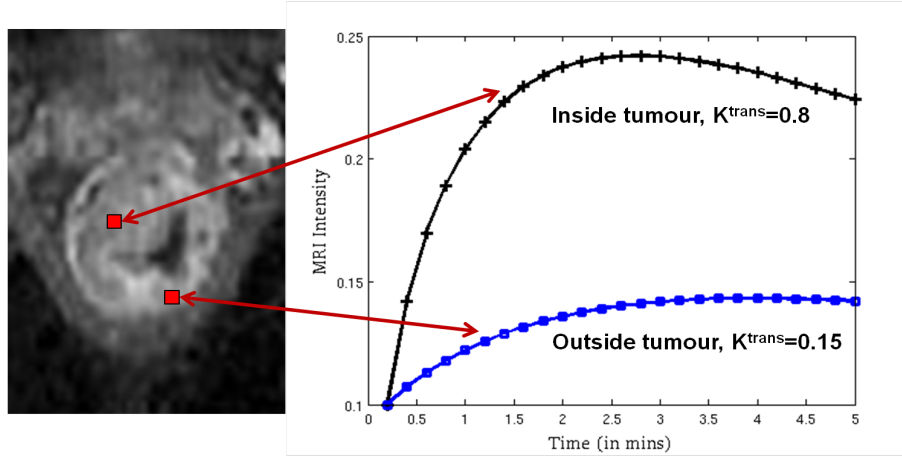 0.25
0.2
0.15
0.1
MRI Intensity
Inside tumour, Ktrans=0.8
Outside tumour, Ktrans=0.15
0 0.5 1 1.5 2 2.5 3 3.5 4 4.5 5
Time (in mins)